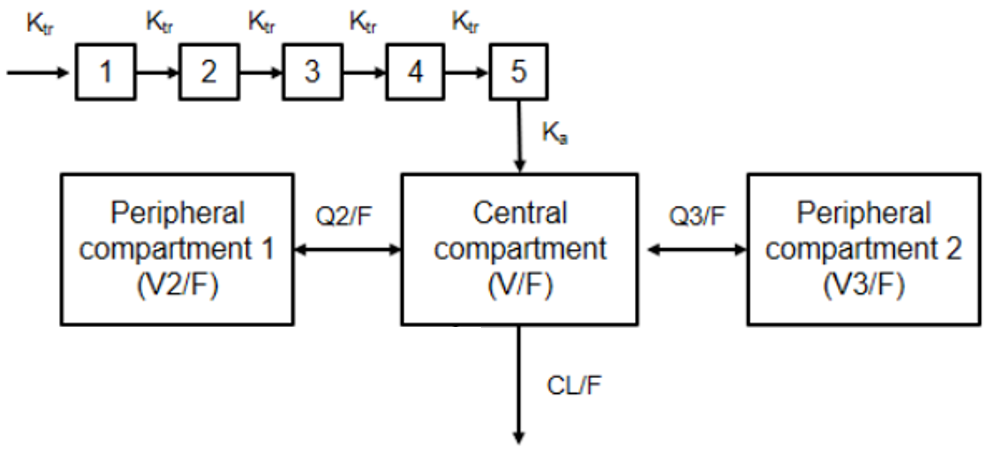 Ktr Ktr Ktr Ktr Ktr
1 2 3 4 5
Ka
Peripheral compartment 1 (V2/F)
Q2/F
Central compartment (V/F)
Q3/F
Peripheral compartment 2 (V3/F)
CL/F